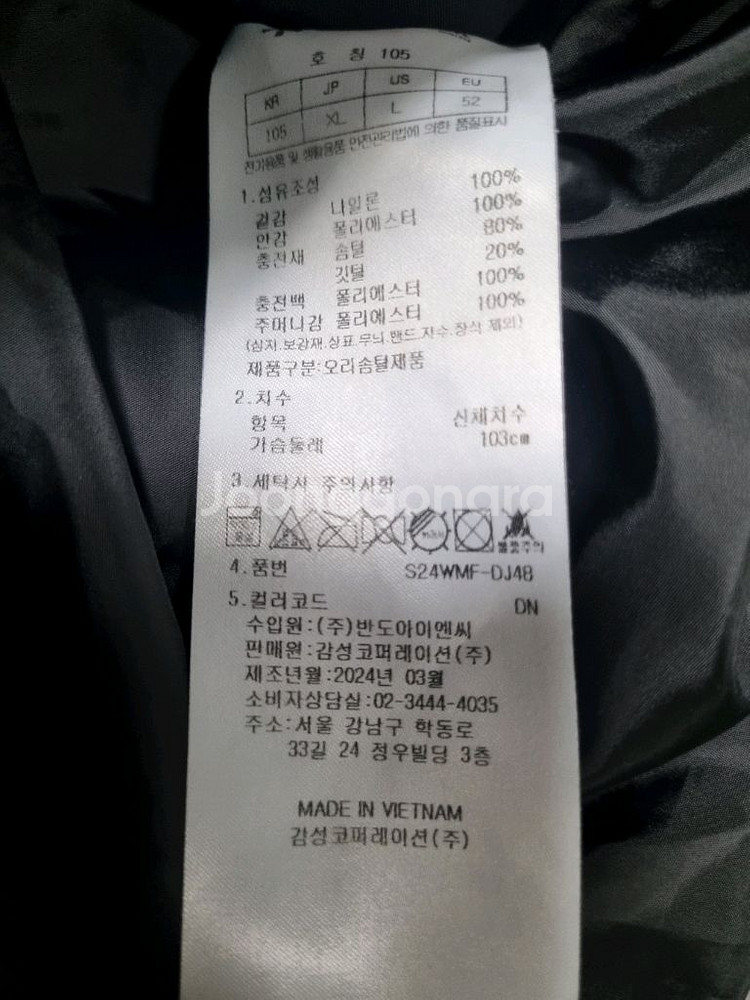 호 칭 105
KR JP US EU
105 XL L 52
전기용품 및 생활용품 안전관리법에 의한 품질표시
1.섬유조성
겉감 나일론 100%
안감 폴리에스터 100%
충전재 솜털 80%
깃털 20%
충전백 폴리에스터 100%
주머니감 폴리에스터 100%
(심지.보강재.상표.무늬.밴드.자수.장식 제외)
제품구분:오리솜털제품
2.치수
항목 신체치수
가슴둘레 103cm
3.세탁시 주의사항
Joongonara
불꽃주의
4.품번 S24WMF-DJ48
5.컬러코드 DN
수입원:(주)반도아이엔씨
판매원:감성코퍼레이션(주)
제조년월:2024년 03월
소비자상담실:02-3444-4035
주소:서울 강남구 학동로
33길 24 정우빌딩 3층
MADE IN VIETNAM
감성코퍼레이션(주)